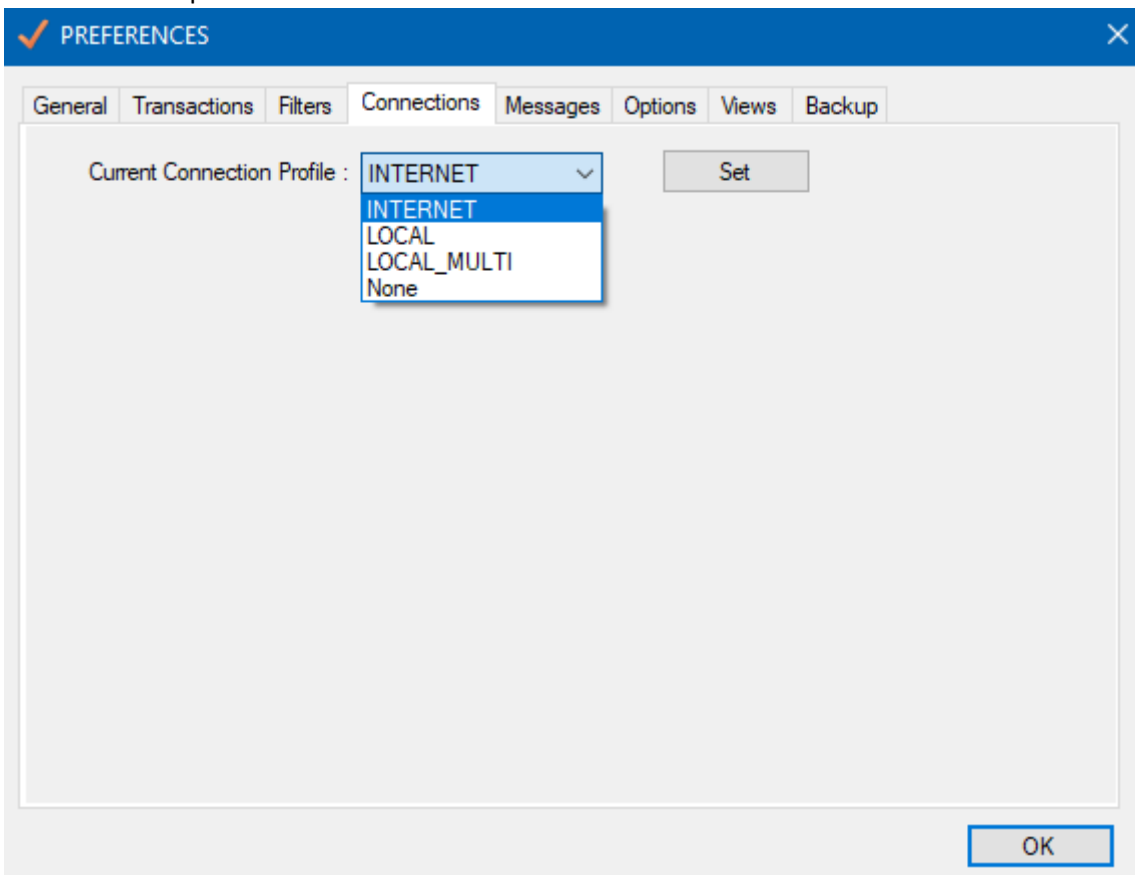 PREFERENCES
General Transactions Filters Connections Messages Options Views Backup
Current Connection Profile : INTERNET Set
INTERNET
LOCAL
LOCAL_MULTI
None
OK